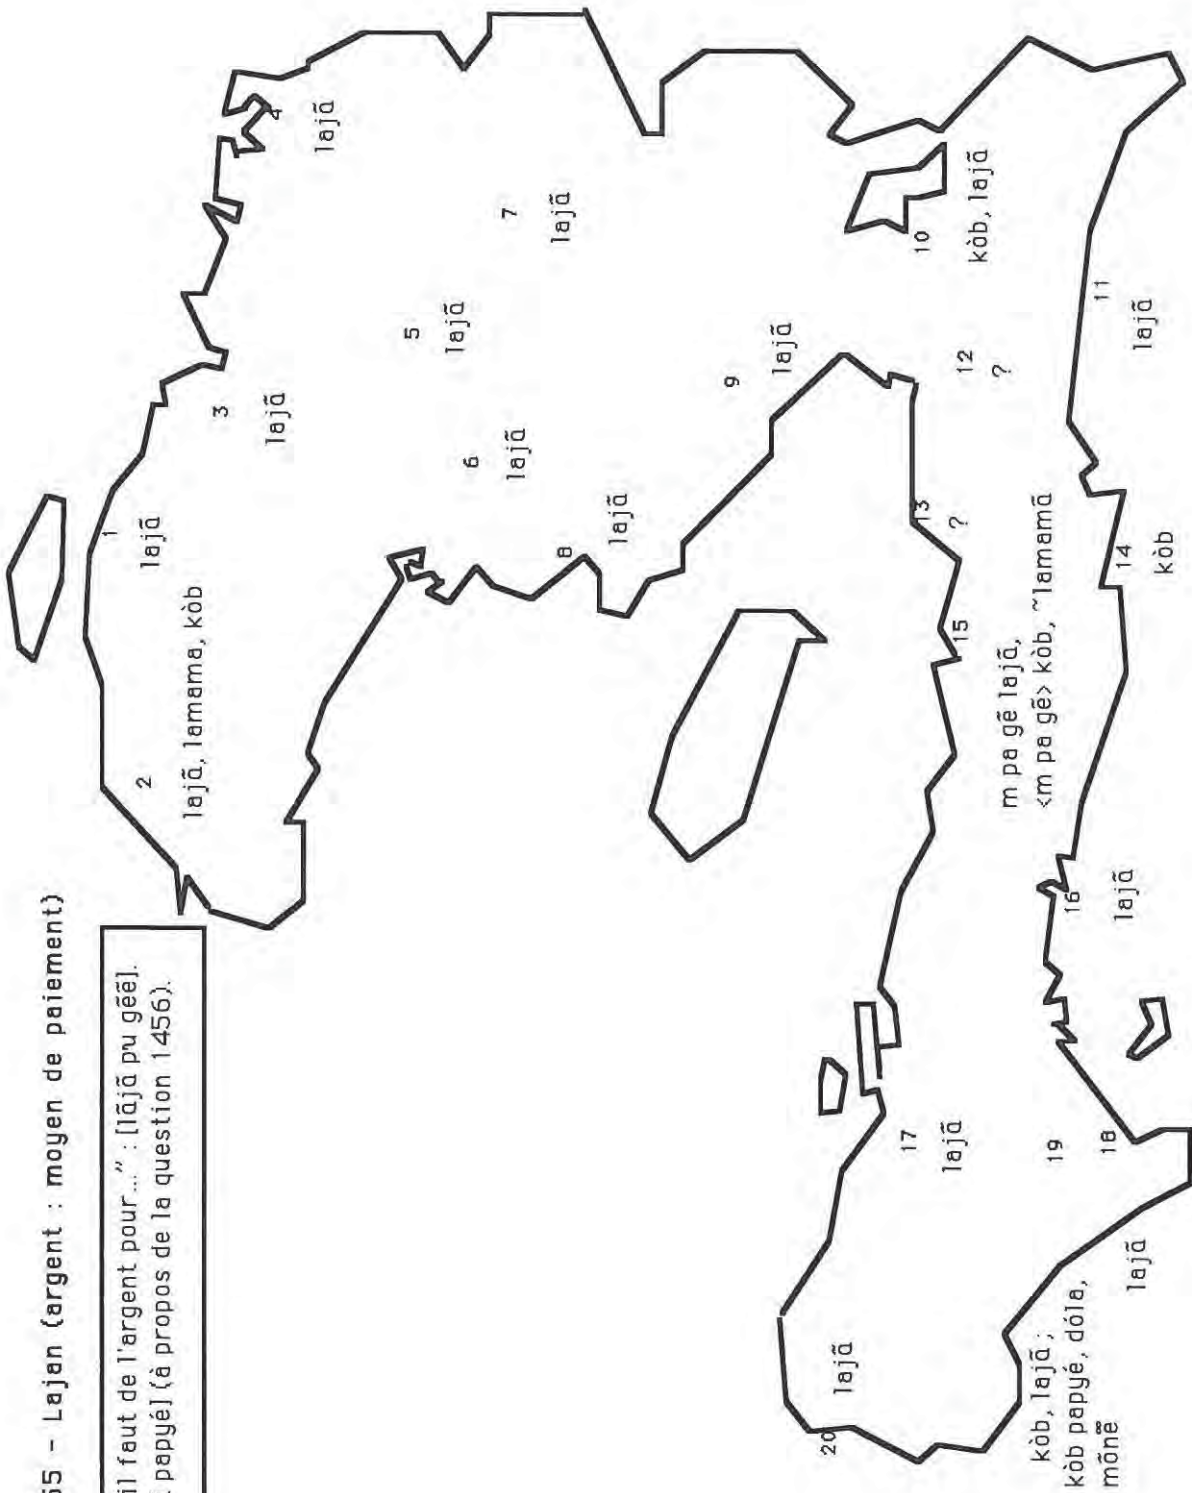 55 - Lajan (argent : moyen de paiement)
il faut de l'argent pour..." : [lãjã pu gẽẽ].
papyé] (à propos de la question 1456).
1
lajã
2
lajã, lamama, kòb
3
lajã
4
lajã
5
lajã
6
lajã
7
lajã
8
lajã
9
lajã
10
kòb, lajã
11
lajã
12
?
13
?
14
kòb
15
m pa gẽ lajã,
<m pa gẽ> kòb, ~lamamã
16
lajã
17
lajã
18
lajã
19
kòb, lajã ;
kòb papyé, dóla,
mõnẽ
20
lajã